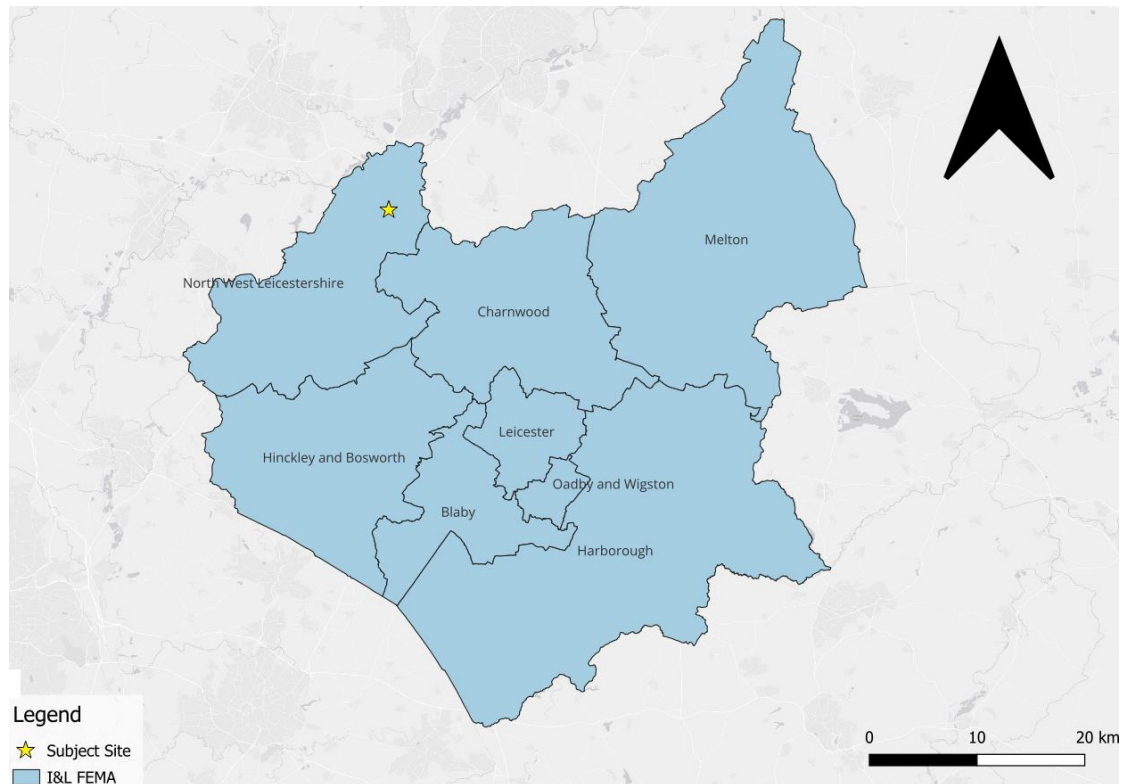 Melton
North West Leicestershire
Charnwood
Leicester
Hinckley and Bosworth
Oadby and Wigston
Blaby
Harborough
Legend
Subject Site
I&L FEMA
0 10 20 km